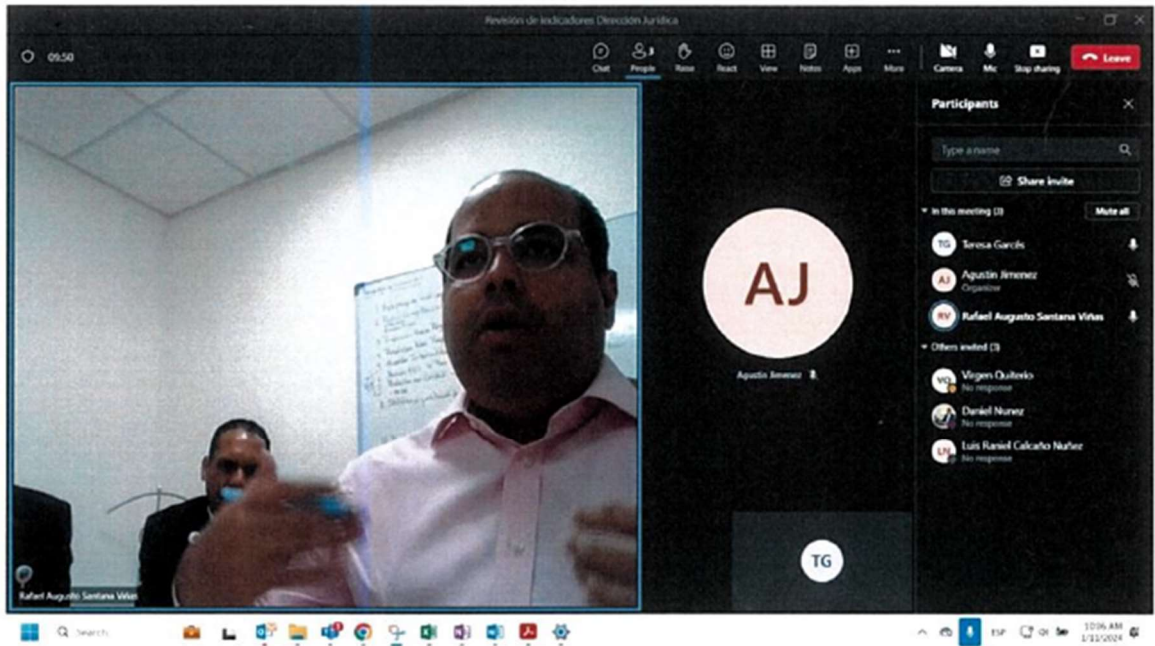 Revisión de indicadores Dirección Jurídica
09:50
Chat
People
3
Raise
React
View
Notes
Apps
More
Camera
Mic
Stop sharing
Leave
Participants
Type a name
Share invite
In this meeting (3)
Mute all
TG
Teresa Garcés
AJ
Agustin Jimenez
Organizer
RV
Rafael Augusto Santana Viñas
Others invited (3)
VQ
Virgen Quiterio
No response
Daniel Nunez
No response
LN
Luis Raniel Calcaño Nuñez
No response
AJ
Agustin Jimenez
TG
Rafael Augusto Santana Viñas
Search
ESP
10:06 AM
1/11/2024